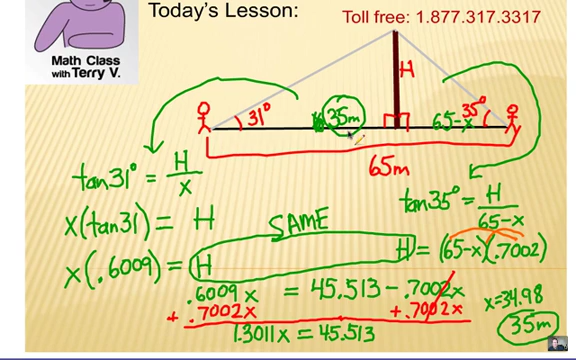 Today's Lesson:
Toll free: 1.877.317.3317
Math Class
with Terry V.
H
31°
35m
65-x
35°
65m
tan31° = H/x
tan35° = H/65-x
x(tan31) = H
SAME
x(.6009) = H
H = (65-x)(.7002)
.6009x = 45.513 - .7002x
x=34.98
+ .7002x
+.7002x
35m
1.3011x = 45.513